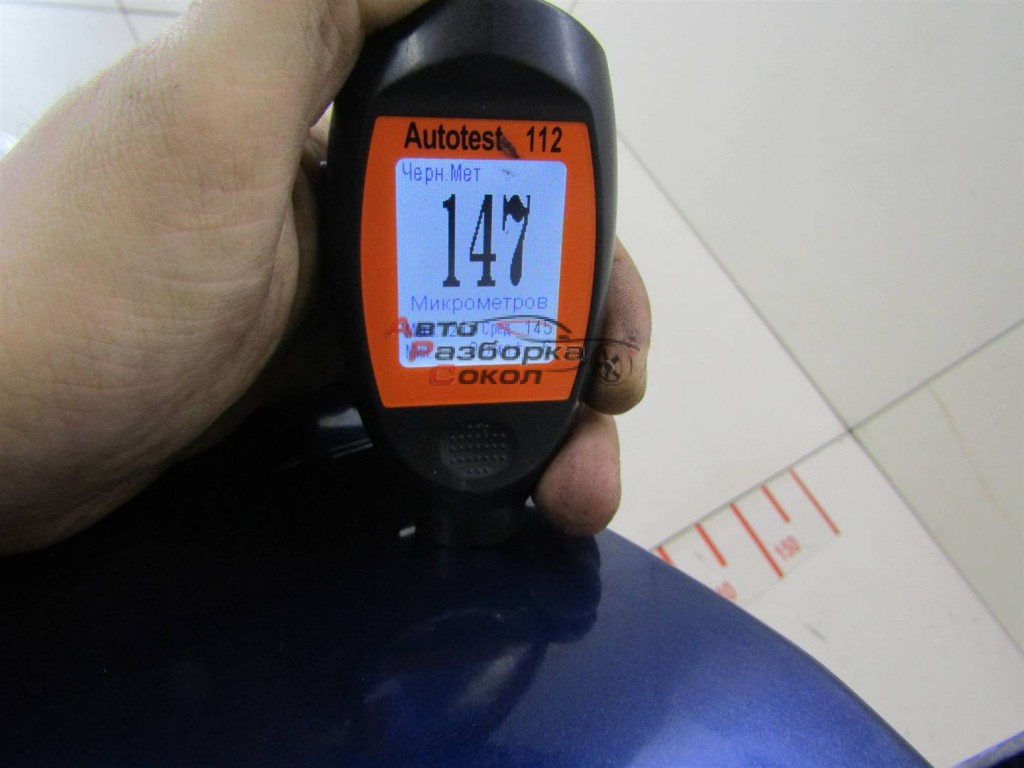 Autotest 112
Черн.Мет
147
Микрометров
Сред. 145
Авто
Разборка
Сокол
150